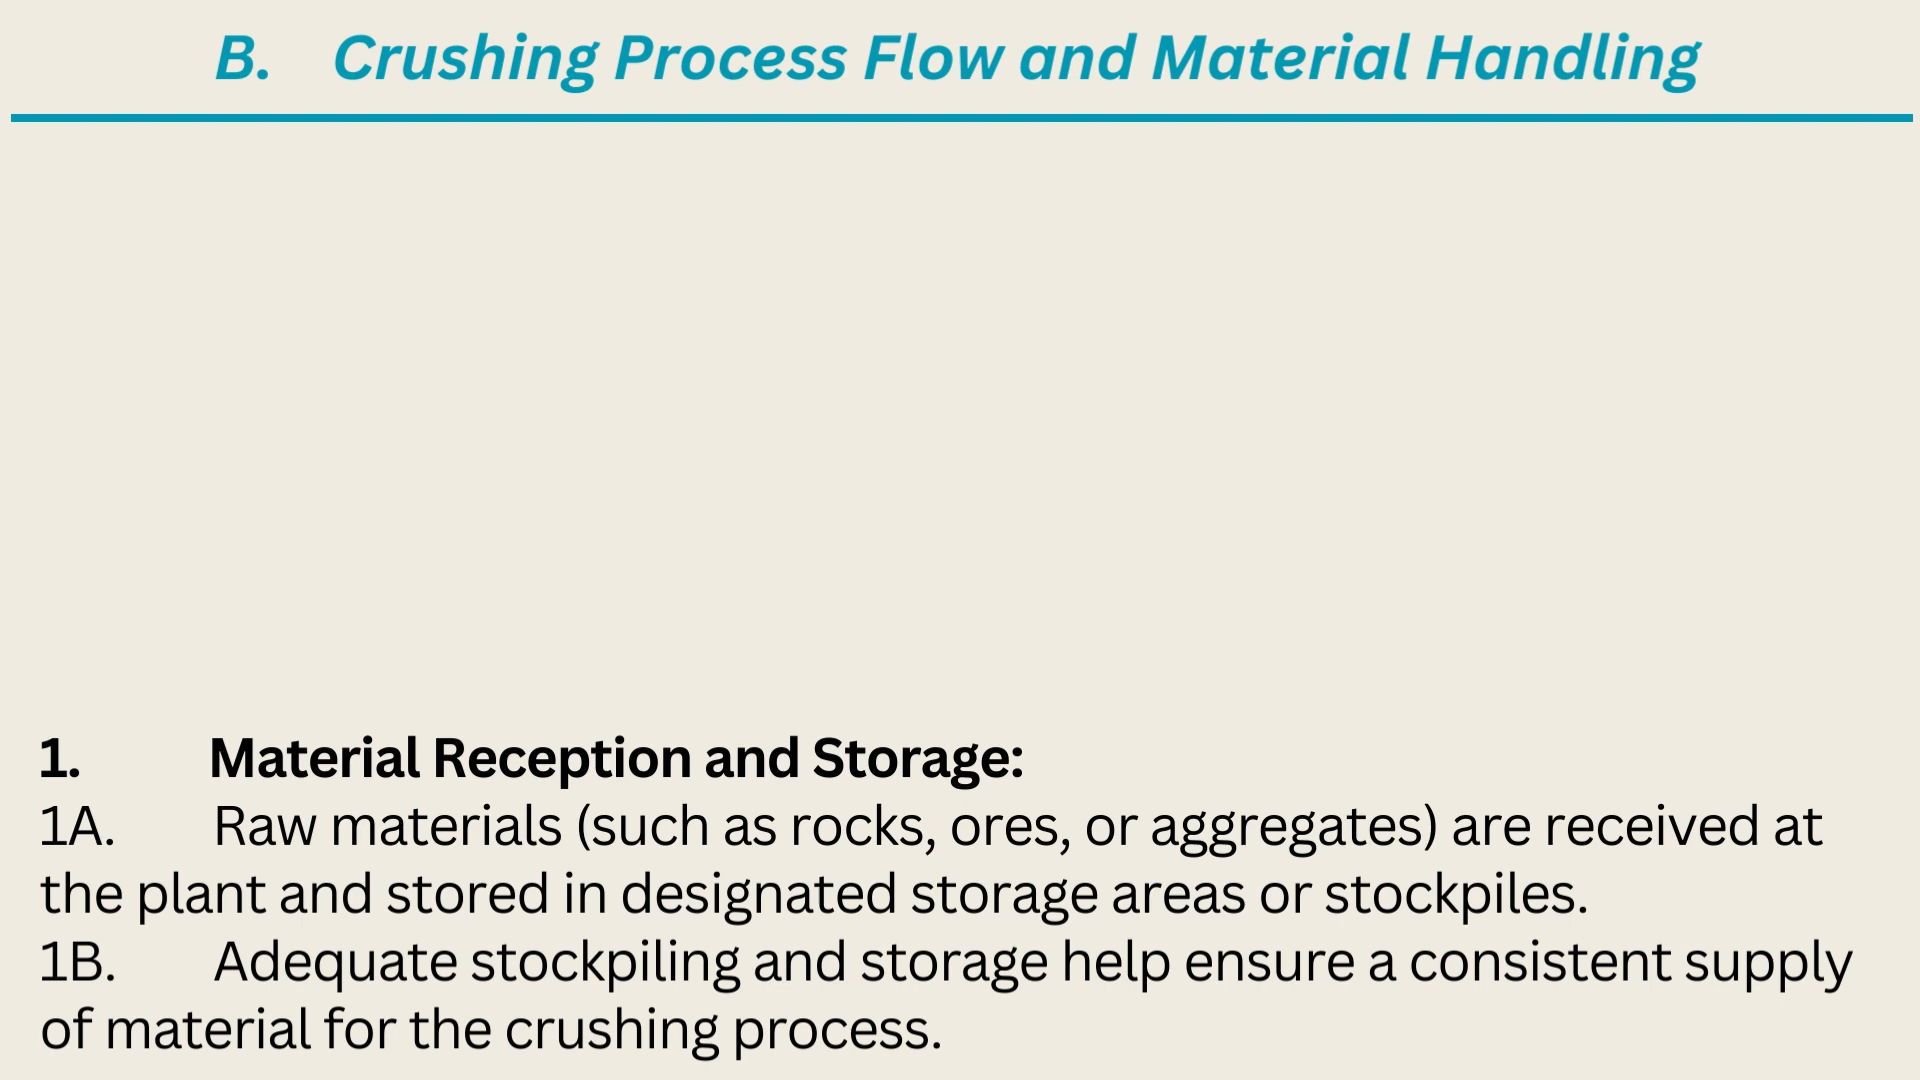 B. Crushing Process Flow and Material Handling
1. Material Reception and Storage:
1A. Raw materials (such as rocks, ores, or aggregates) are received at
the plant and stored in designated storage areas or stockpiles.
1B. Adequate stockpiling and storage help ensure a consistent supply
of material for the crushing process.